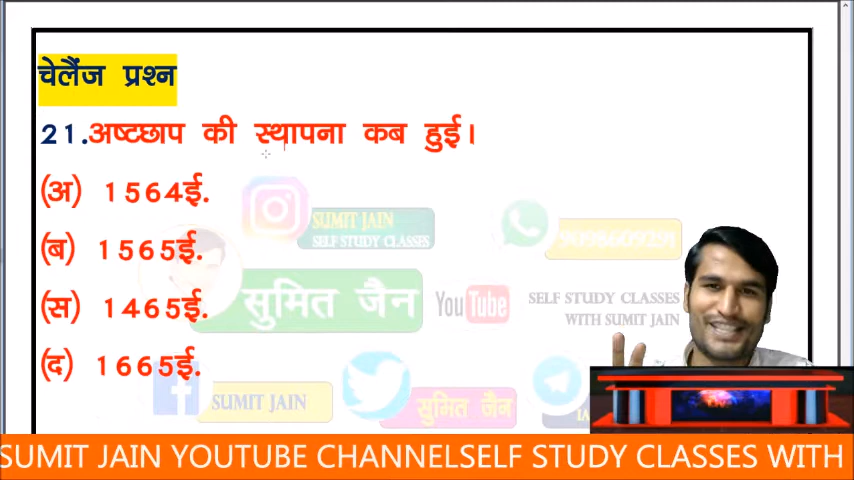 चेलैंज प्रश्न
21.अष्टछाप की स्थापना कब हुई।
(अ) 1564ई.
(ब) 1565ई.
(स) 1465ई.
(द) 1665ई.
SUMIT JAIN
SELF STUDY CLASSES
9098609291
सुमित जैन
YouTube
SELF STUDY CLASSES
WITH SUMIT JAIN
SUMIT JAIN
सुमित जैन
SUMIT JAIN YOUTUBE CHANNELSELF STUDY CLASSES WITH